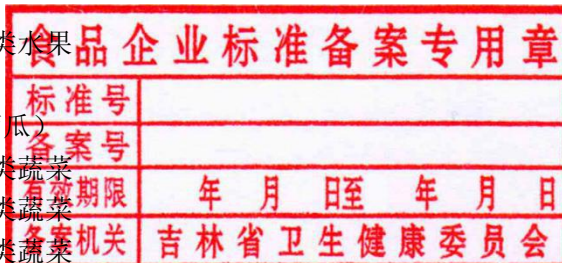 类水果
食品企业标准备案专用章
标准号
瓜）
备案号
类蔬菜
有效期限 年 月 日至 年 月 日
类蔬菜
备案机关 吉林省卫生健康委员会
类蔬菜